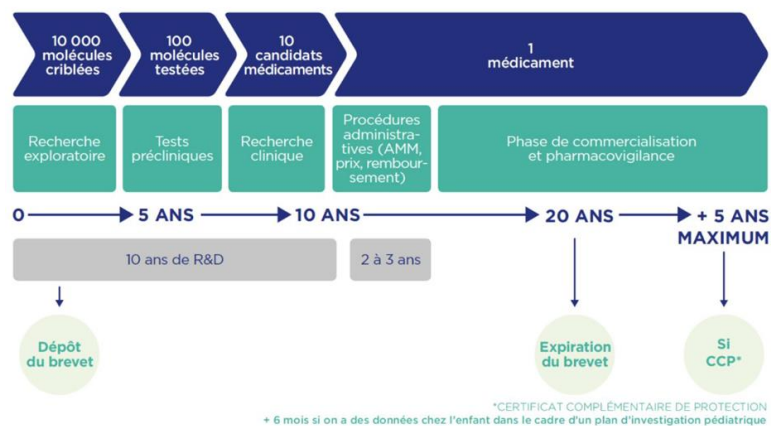 10 000
molécules
criblées
100
molécules
testées
10
candidats
médicaments
1
médicament
Recherche
exploratoire
Tests
précliniques
Recherche
clinique
Procédures
administra-
tives (AMM,
prix, rembour-
sement)
Phase de commercialisation
et pharmacovigilance
0
5 ANS
10 ANS
20 ANS
+ 5 ANS
MAXIMUM
10 ans de R&D
2 à 3 ans
Dépôt
du brevet
Expiration
du brevet
Si
CCP*
*CERTIFICAT COMPLÉMENTAIRE DE PROTECTION
+ 6 mois si on a des données chez l'enfant dans le cadre d'un plan d'investigation pédiatrique